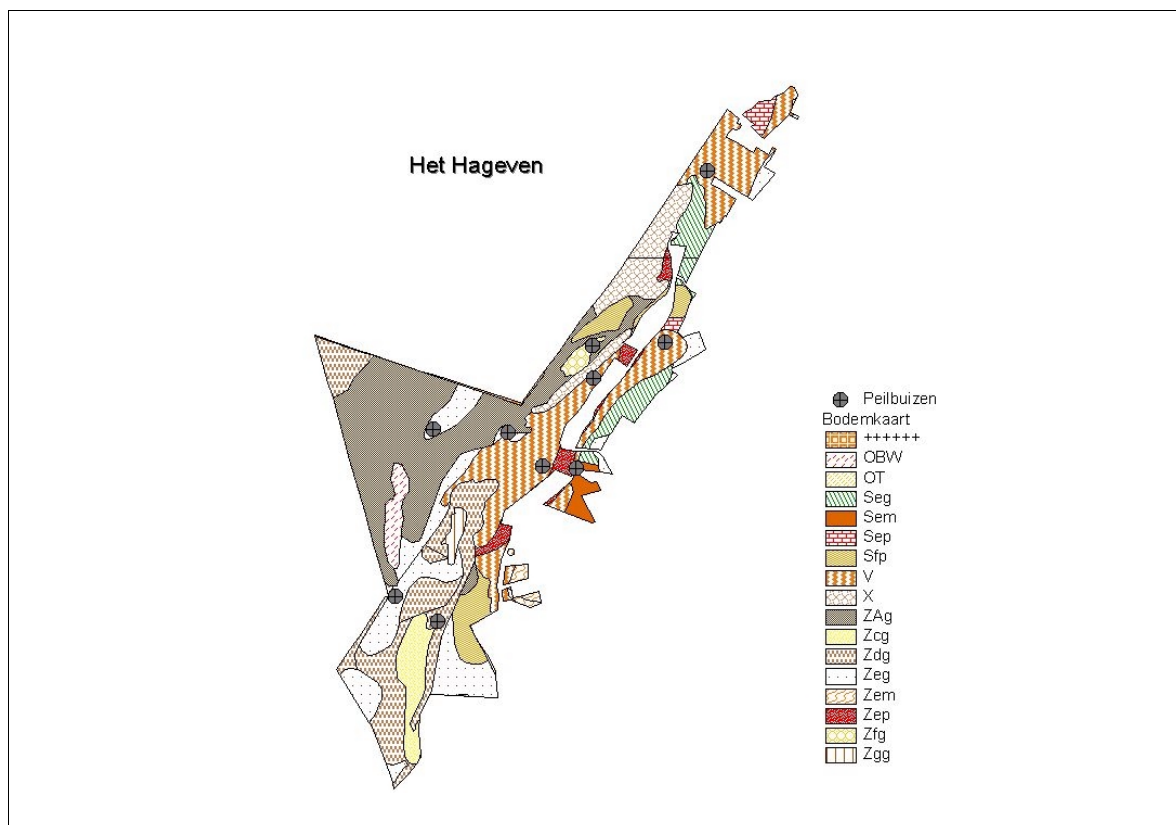 Het Hageven
Peilbuizen
Bodemkaart
++++++
OBW
OT
Seg
Sem
Sep
Sfp
V
X
ZAg
Zcg
Zdg
Zeg
Zem
Zep
Zfg
Zgg